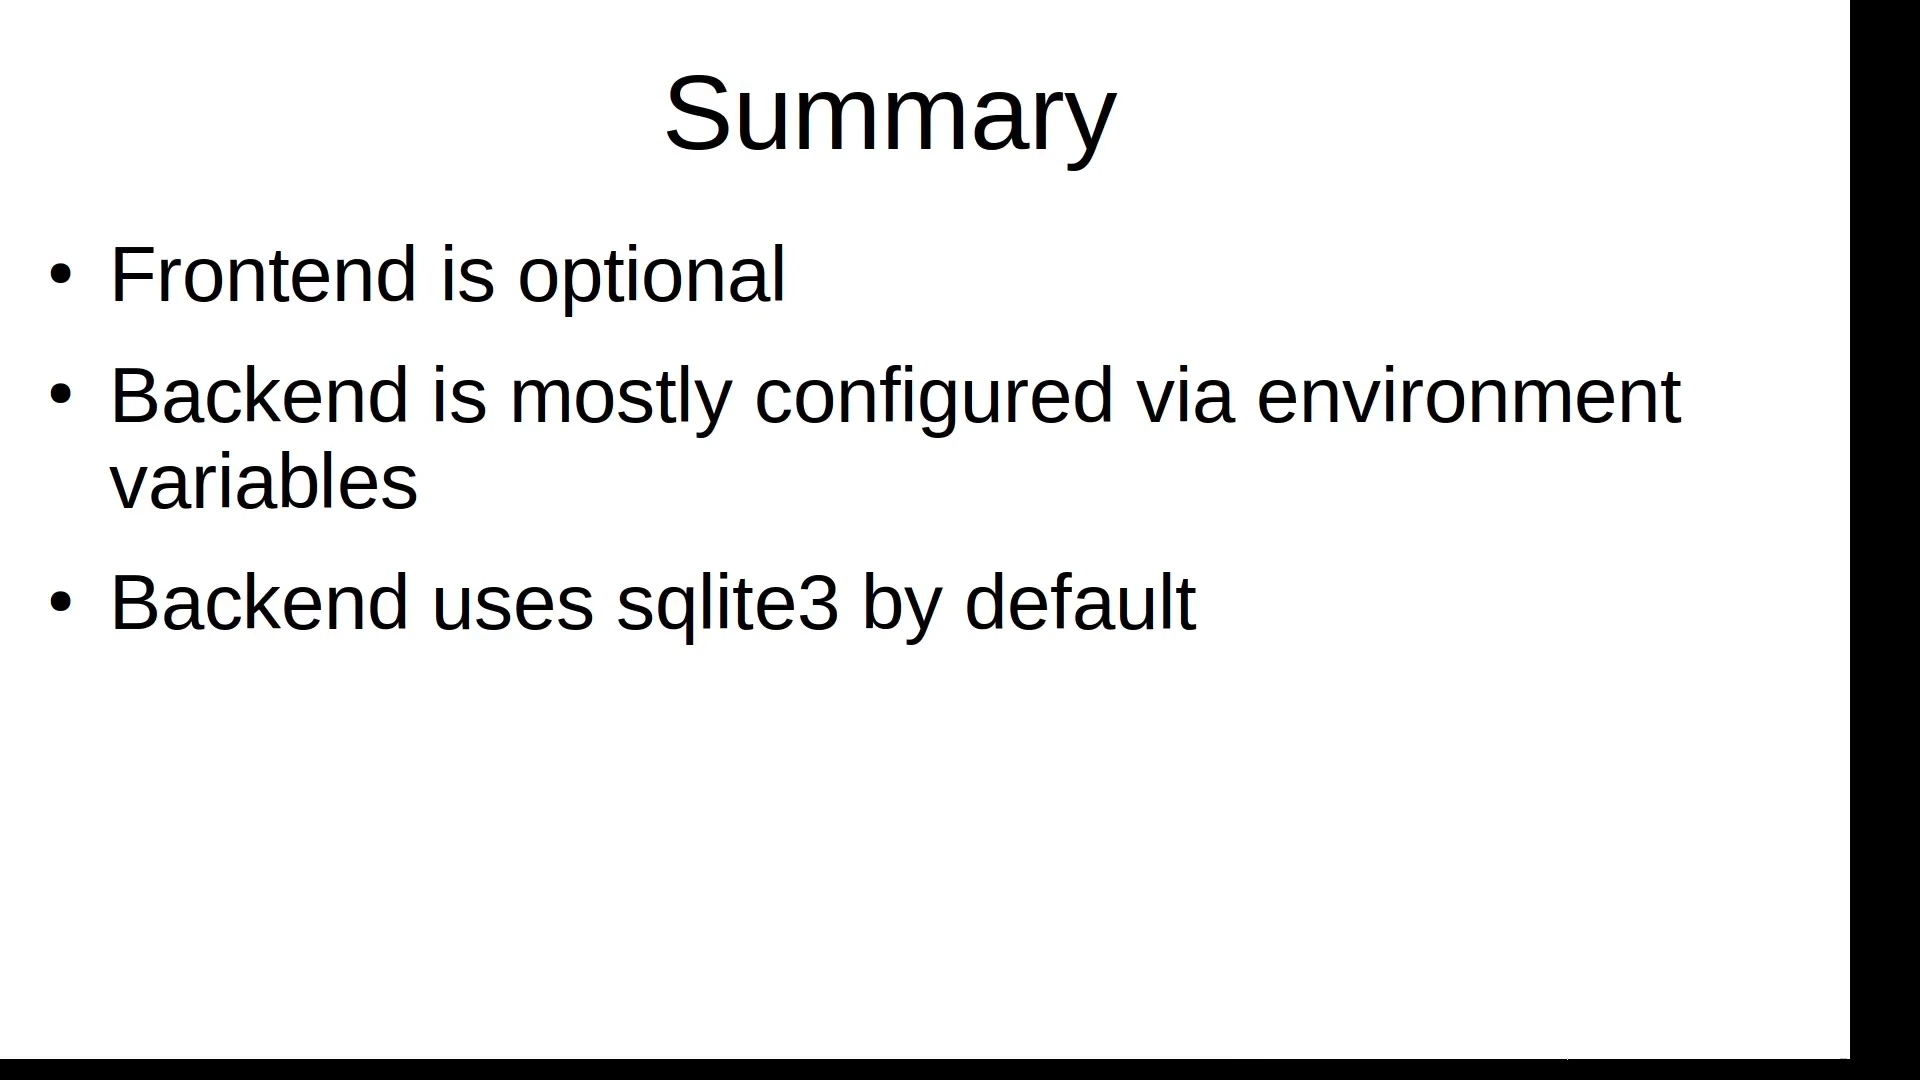 Summary
• Frontend is optional
• Backend is mostly configured via environment
variables
• Backend uses sqlite3 by default